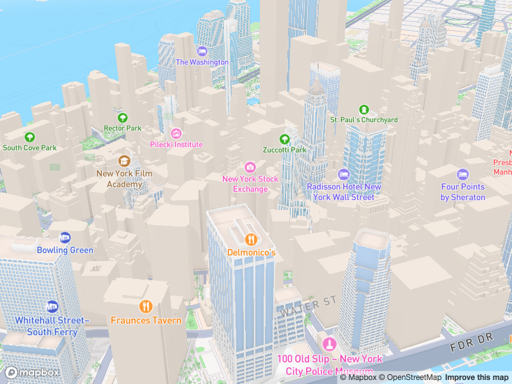 The Washington
Rector Park
South Cove Park
Pilecki Institute
St. Paul's Churchyard
Zuccotti Park
New York Film
Academy
New York Stock
Exchange
Radisson Hotel New
York Wall Street
Four Points
by Sheraton
Bowling Green
Delmonico's
Whitehall Street–
South Ferry
Fraunces Tavern
WATER ST
FDR DR
100 Old Slip – New York
City Police Museum
mapbox
© Mapbox © OpenStreetMap Improve this map